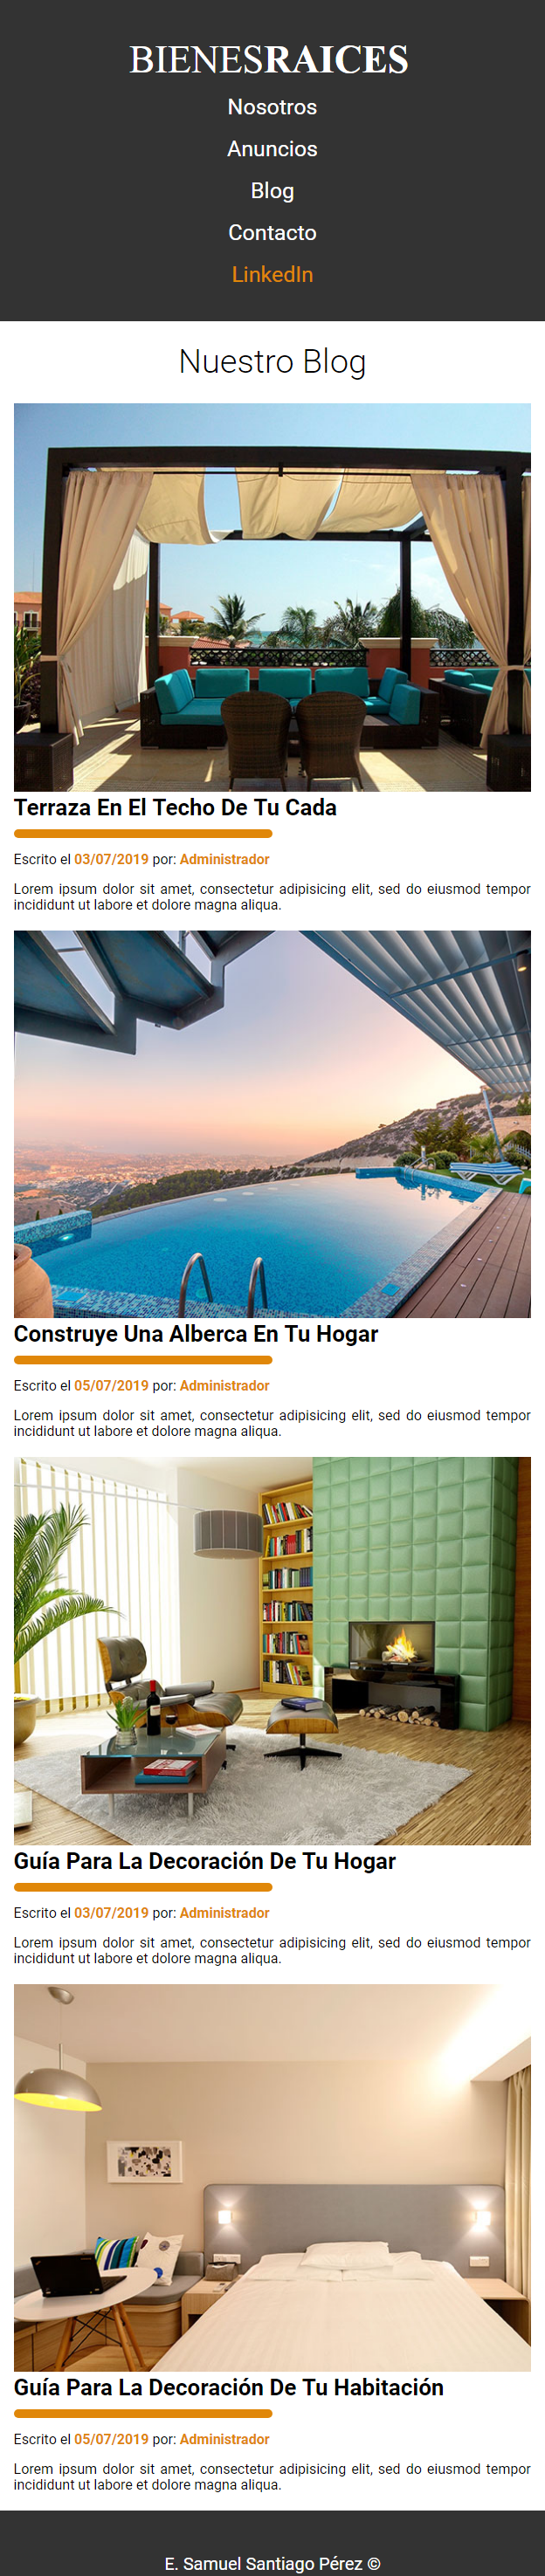 BIENESRAICES
Nosotros
Anuncios
Blog
Contacto
LinkedIn
Nuestro Blog
Terraza En El Techo De Tu Cada
Escrito el 03/07/2019 por: Administrador
Lorem ipsum dolor sit amet, consectetur adipisicing elit, sed do eiusmod tempor
incididunt ut labore et dolore magna aliqua.
Construye Una Alberca En Tu Hogar
Escrito el 05/07/2019 por: Administrador
Lorem ipsum dolor sit amet, consectetur adipisicing elit, sed do eiusmod tempor
incididunt ut labore et dolore magna aliqua.
Guía Para La Decoración De Tu Hogar
Escrito el 03/07/2019 por: Administrador
Lorem ipsum dolor sit amet, consectetur adipisicing elit, sed do eiusmod tempor
incididunt ut labore et dolore magna aliqua.
Guía Para La Decoración De Tu Habitación
Escrito el 05/07/2019 por: Administrador
Lorem ipsum dolor sit amet, consectetur adipisicing elit, sed do eiusmod tempor
incididunt ut labore et dolore magna aliqua.
E. Samuel Santiago Pérez ©